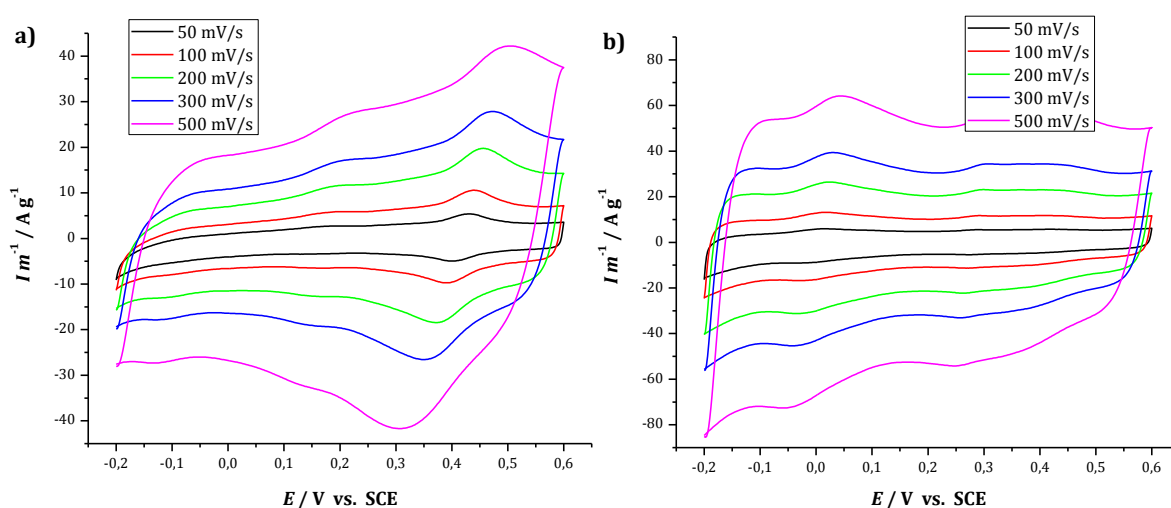 a)
50 mV/s
100 mV/s
200 mV/s
300 mV/s
500 mV/s
I m⁻¹ / A g⁻¹
40
30
20
10
0
-10
-20
-30
-40
-0,2 -0,1 0,0 0,1 0,2 0,3 0,4 0,5 0,6
E / V vs. SCE
b)
50 mV/s
100 mV/s
200 mV/s
300 mV/s
500 mV/s
I m⁻¹ / A g⁻¹
80
60
40
20
0
-20
-40
-60
-80
-0,2 -0,1 0,0 0,1 0,2 0,3 0,4 0,5 0,6
E / V vs. SCE